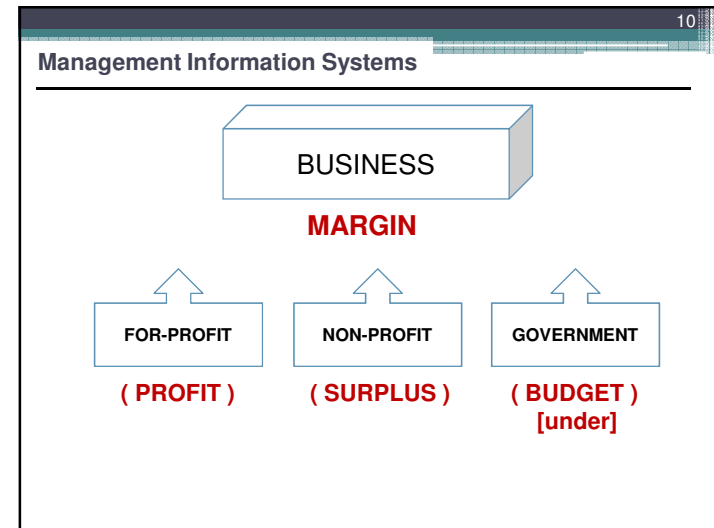 10
Management Information Systems
BUSINESS
MARGIN
FOR-PROFIT
NON-PROFIT
GOVERNMENT
( PROFIT )
( SURPLUS )
( BUDGET )
[under]